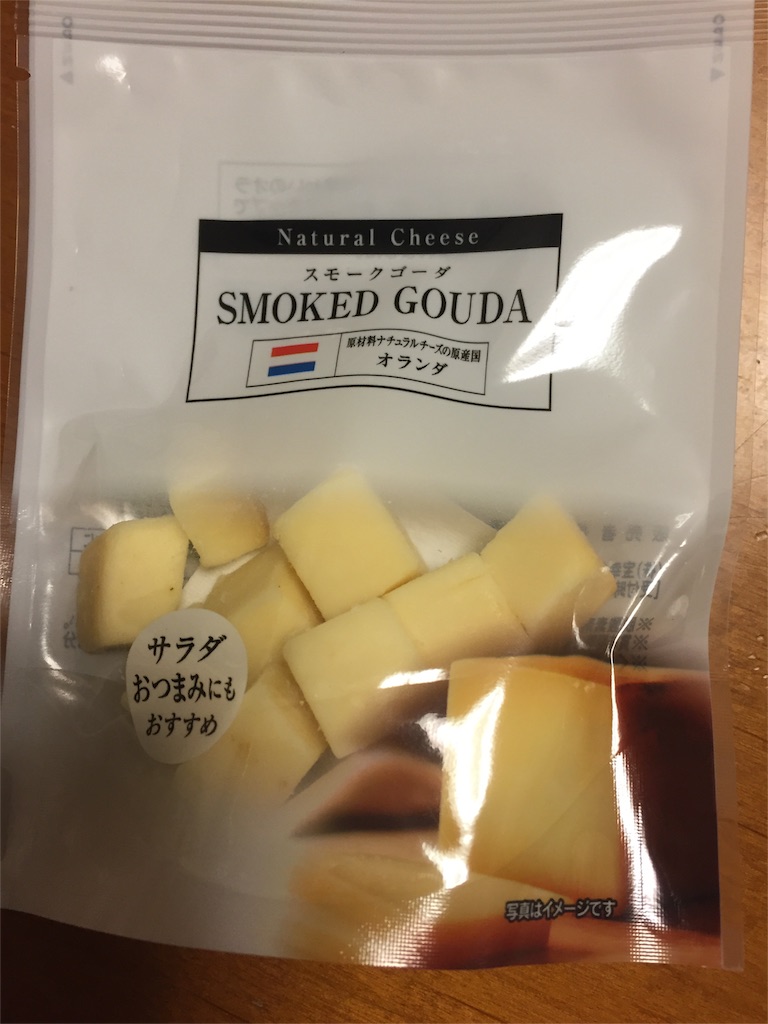 OPEN
OPEN
Natural Cheese
スモークゴーダ
SMOKED GOUDA
原材料ナチュラルチーズの原産国
オランダ
サラダ
おつまみにも
おすすめ
写真はイメージです